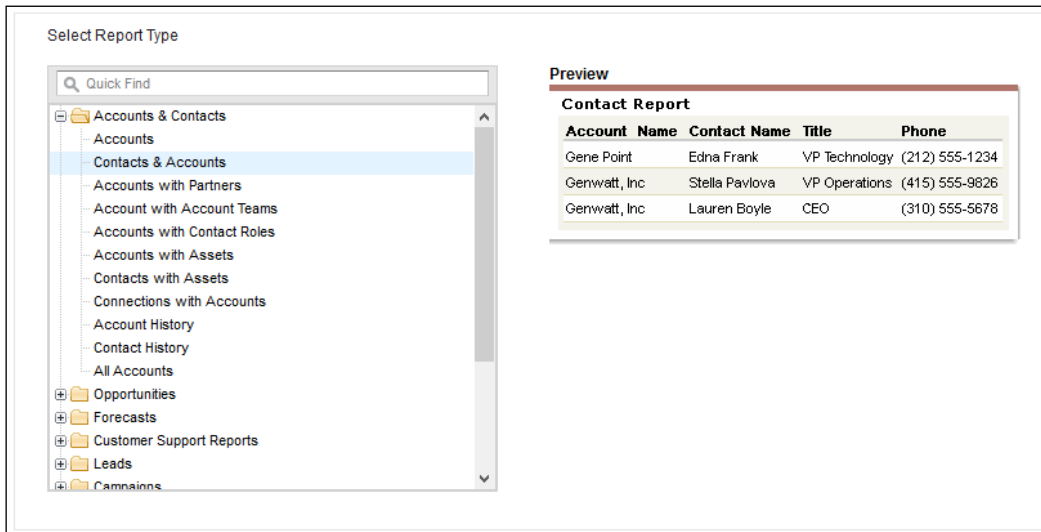 Select Report Type
Quick Find
Accounts & Contacts
Accounts
Contacts & Accounts
Accounts with Partners
Account with Account Teams
Accounts with Contact Roles
Accounts with Assets
Contacts with Assets
Connections with Accounts
Account History
Contact History
All Accounts
Opportunities
Forecasts
Customer Support Reports
Leads
Campaigns
Preview
Contact Report
Account Name Contact Name Title Phone
Gene Point Edna Frank VP Technology (212) 555-1234
Genwatt, Inc Stella Pavlova VP Operations (415) 555-9826
Genwatt, Inc Lauren Boyle CEO (310) 555-5678